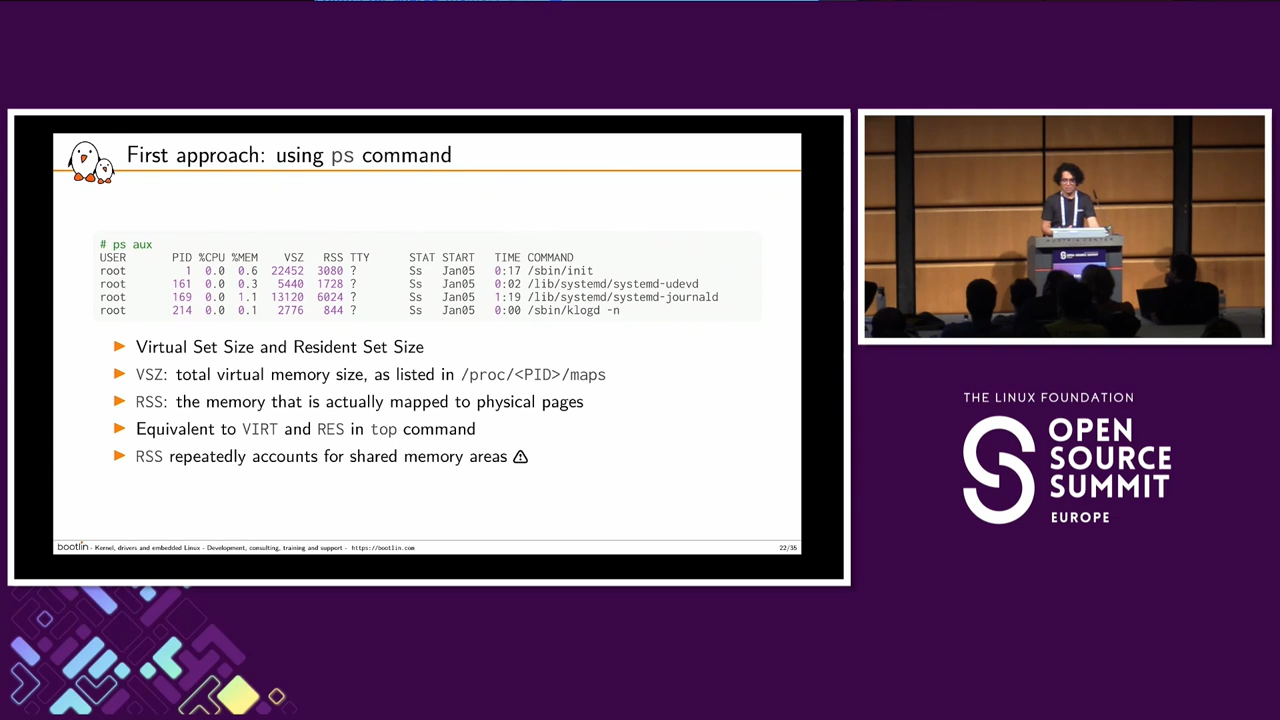 First approach: using ps command
# ps aux
USER PID %CPU %MEM VSZ RSS TTY STAT START TIME COMMAND
root 1 0.0 0.6 22452 3080 ? Ss Jan05 0:17 /sbin/init
root 161 0.0 0.3 5440 1728 ? Ss Jan05 0:02 /lib/systemd/systemd-udevd
root 169 0.0 1.1 13120 6024 ? Ss Jan05 1:19 /lib/systemd/systemd-journald
root 214 0.0 0.1 2776 844 ? Ss Jan05 0:00 /sbin/klogd -n
Virtual Set Size and Resident Set Size
VSZ: total virtual memory size, as listed in /proc/<PID>/maps
RSS: the memory that is actually mapped to physical pages
Equivalent to VIRT and RES in top command
RSS repeatedly accounts for shared memory areas ⚠
bootlin - Kernel, drivers and embedded Linux - Development, consulting, training and support - https://bootlin.com 22/35
OPEN SOURCE SUMMIT
THE LINUX FOUNDATION
OPEN
SOURCE
SUMMIT
EUROPE